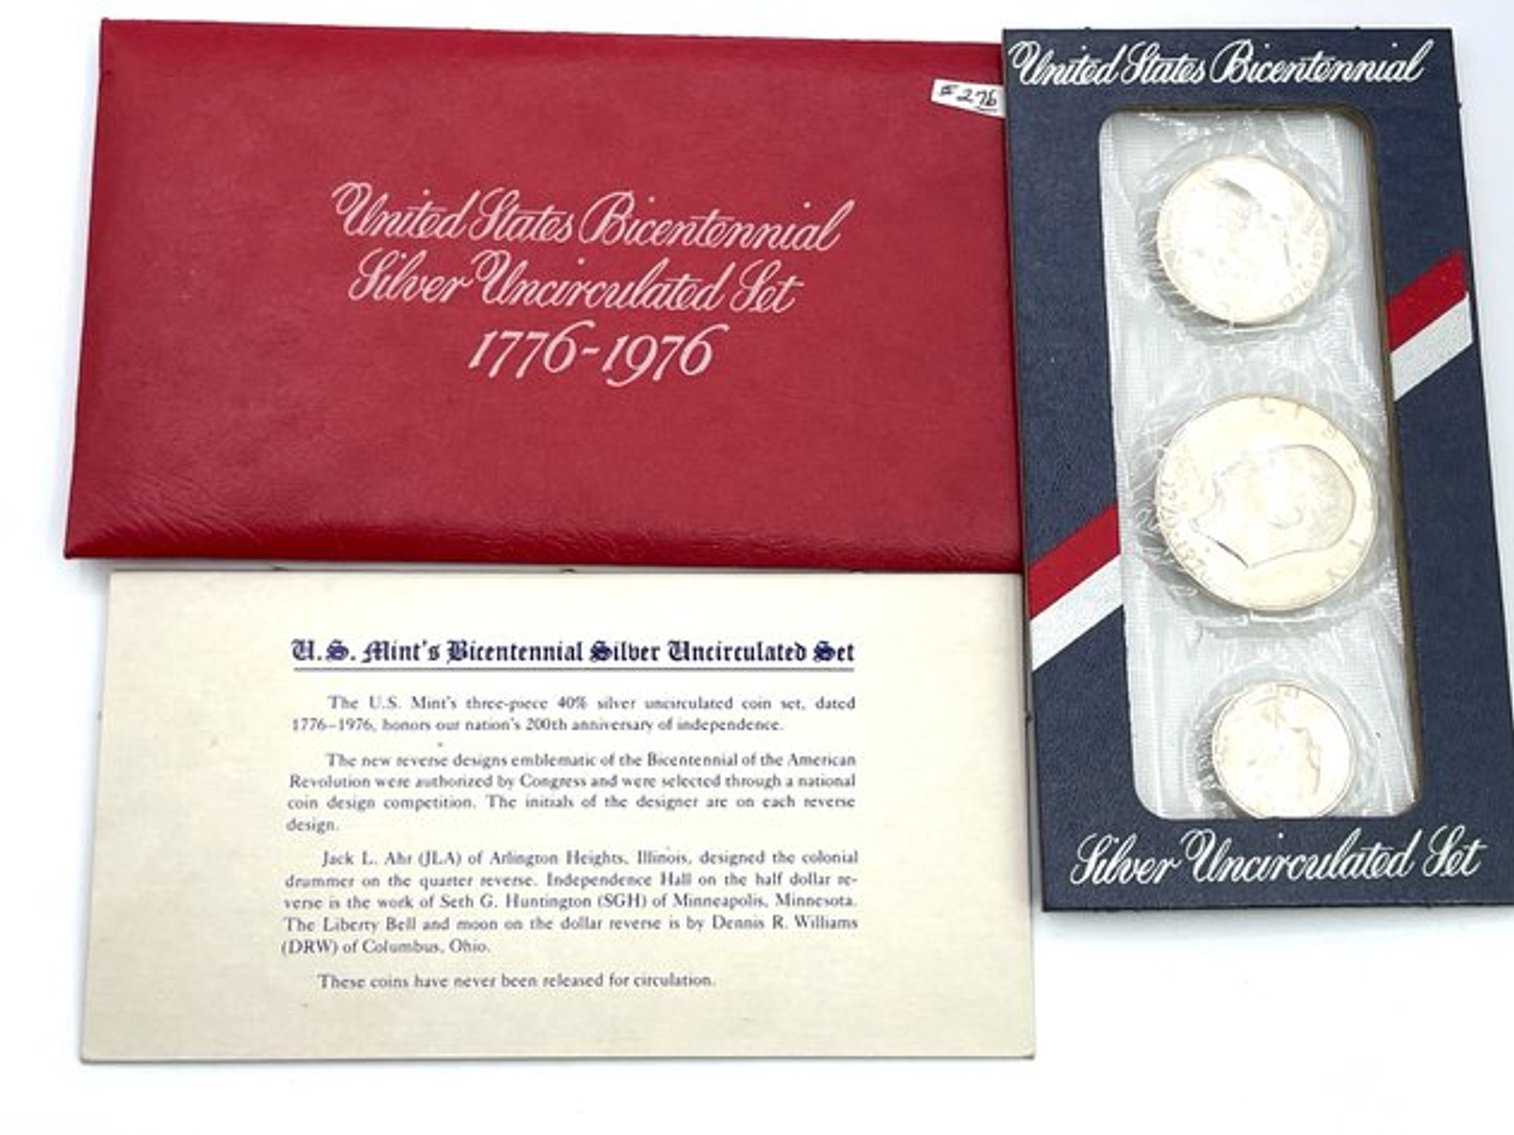 United States Bicentennial
Silver Uncirculated Set
1776-1976
276
U.S. Mint's Bicentennial Silver Uncirculated Set
The U.S. Mint's three-piece 40% silver uncirculated coin set, dated
1776–1976, honors our nation's 200th anniversary of independence.
The new reverse designs emblematic of the Bicentennial of the American
Revolution were authorized by Congress and were selected through a national
coin design competition. The initials of the designer are on each reverse
design.
Jack L. Ahr (JLA) of Arlington Heights, Illinois, designed the colonial
drummer on the quarter reverse. Independence Hall on the half dollar re-
verse is the work of Seth G. Huntington (SGH) of Minneapolis, Minnesota.
The Liberty Bell and moon on the dollar reverse is by Dennis R. Williams
(DRW) of Columbus, Ohio.
These coins have never been released for circulation.
United States Bicentennial
Silver Uncirculated Set